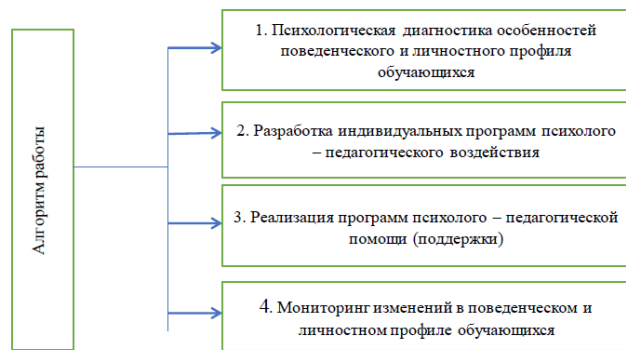 Алгоритм работы
1. Психологическая диагностика особенностей
поведенческого и личностного профиля
обучающихся
2. Разработка индивидуальных программ психолого
– педагогического воздействия
3. Реализация программ психолого – педагогической
помощи (поддержки)
4. Мониторинг изменений в поведенческом и
личностном профиле обучающихся